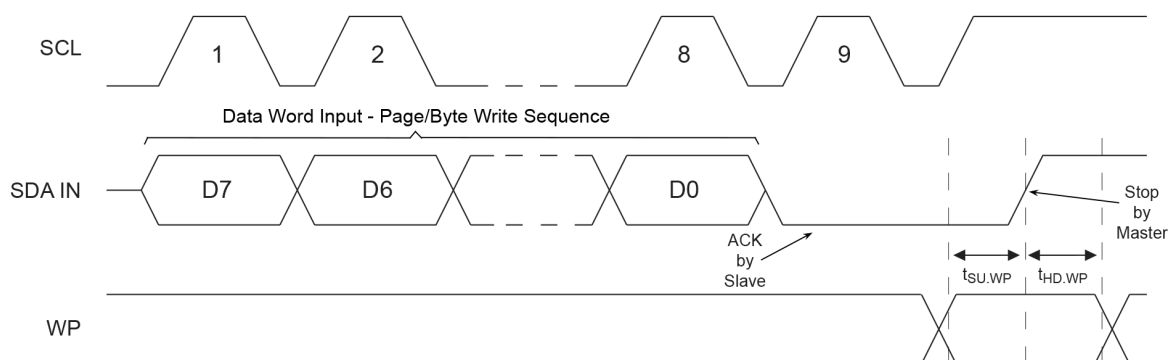 SCL
1
2
8
9
Data Word Input - Page/Byte Write Sequence
SDA IN
D7
D6
D0
Stop
by
Master
ACK
by
Slave
tSU.WP
tHD.WP
WP